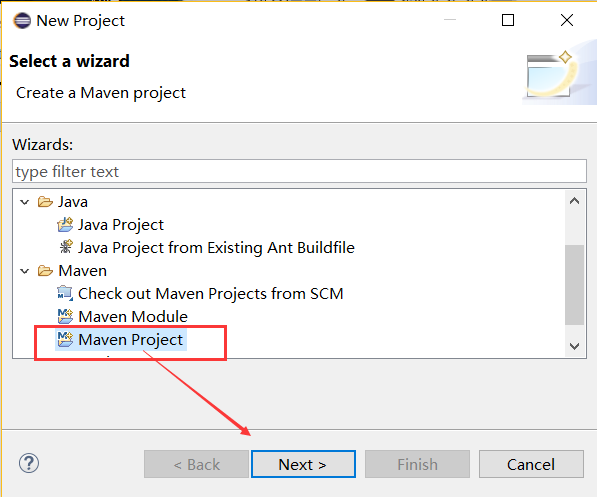 New Project
Select a wizard
Create a Maven project
Wizards:
type filter text
Java
Java Project
Java Project from Existing Ant Buildfile
Maven
Check out Maven Projects from SCM
Maven Module
Maven Project
?
< Back
Next >
Finish
Cancel